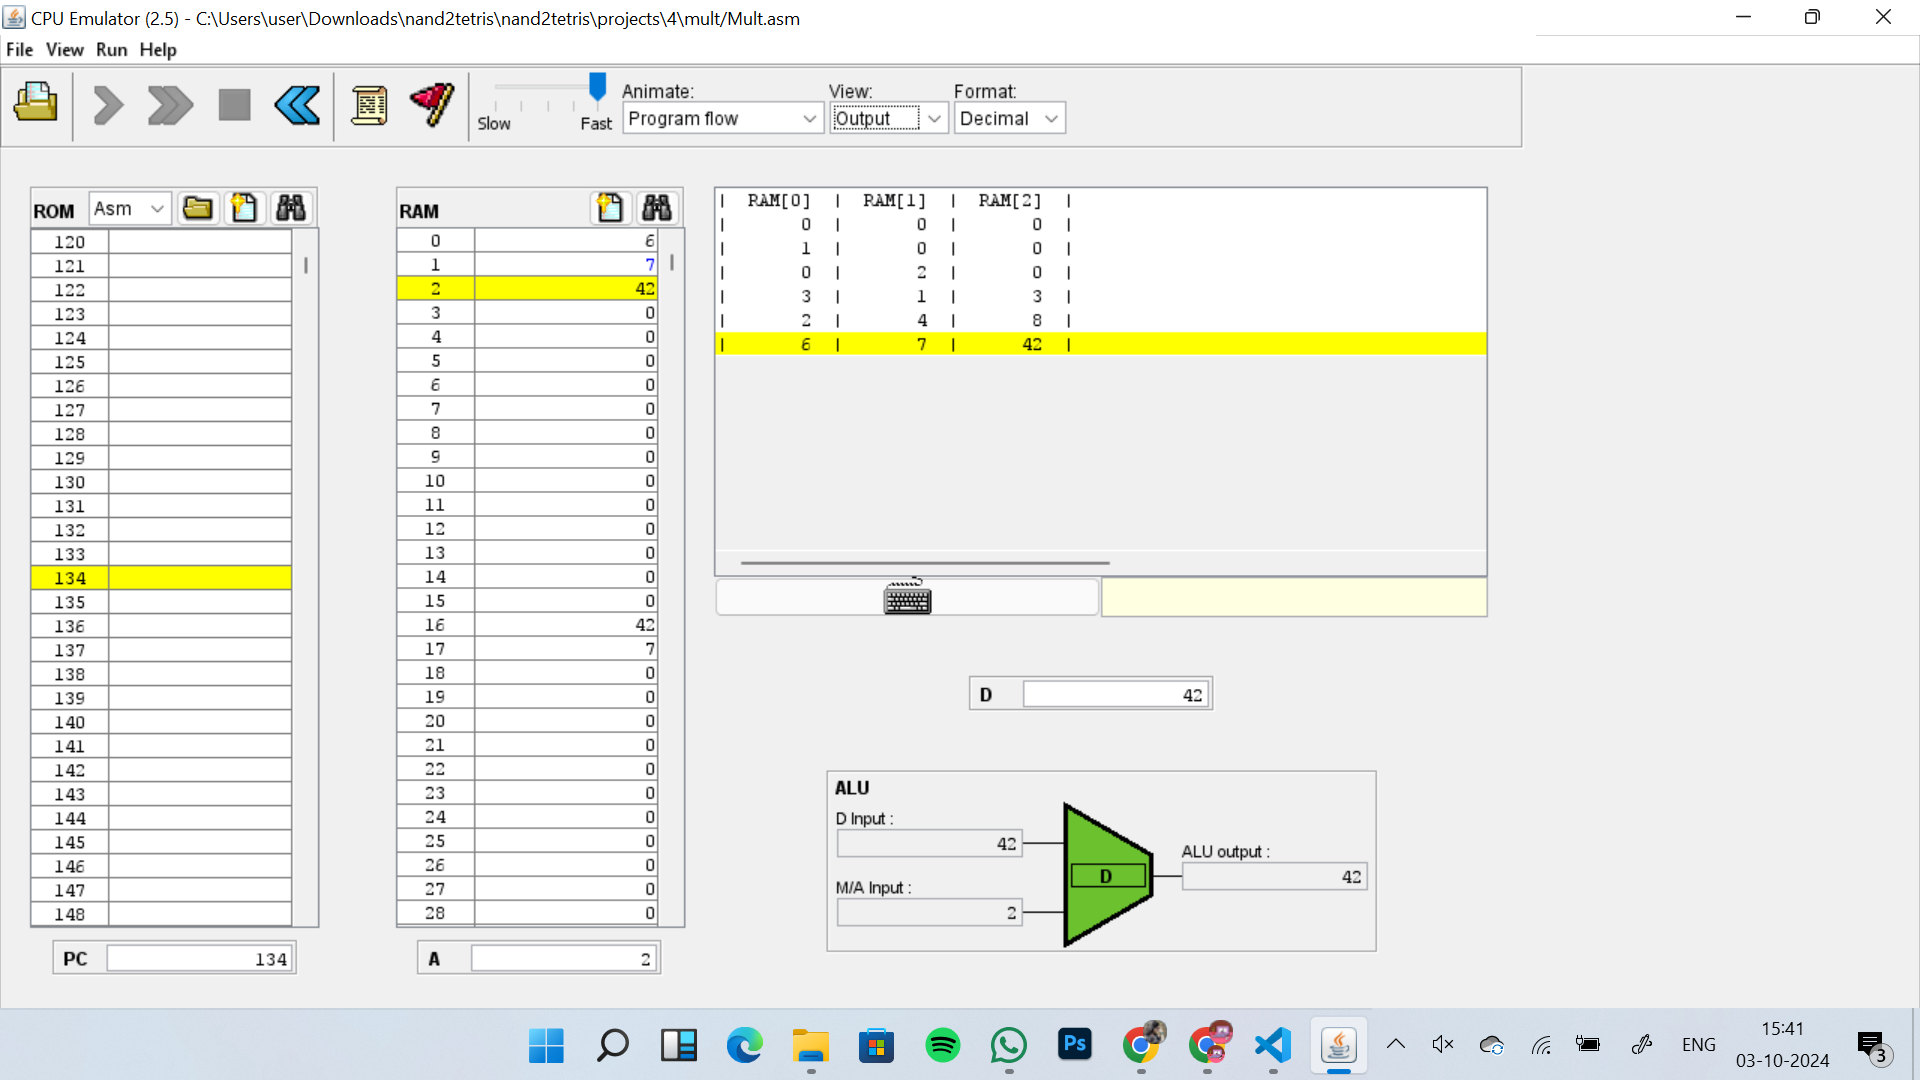 CPU Emulator (2.5) - C:\Users\user\Downloads\nand2tetris\nand2tetris\projects\4\mult/Mult.asm
File View Run Help
Animate: View: Format:
Slow Fast Program flow Output Decimal
ROM Asm
120
121
122
123
124
125
126
127
128
129
130
131
132
133
134
135
136
137
138
139
140
141
142
143
144
145
146
147
148
PC 134
RAM
0 6
1 7
2 42
3 0
4 0
5 0
6 0
7 0
8 0
9 0
10 0
11 0
12 0
13 0
14 0
15 0
16 42
17 7
18 0
19 0
20 0
21 0
22 0
23 0
24 0
25 0
26 0
27 0
28 0
A 2
| RAM[0] | RAM[1] | RAM[2] |
| 0 | 0 | 0 |
| 1 | 0 | 0 |
| 0 | 2 | 0 |
| 3 | 1 | 3 |
| 2 | 4 | 8 |
| 6 | 7 | 42 |
D 42
ALU
D Input :
42
M/A Input :
2
D
ALU output :
42
Ps
ENG
15:41
03-10-2024
3